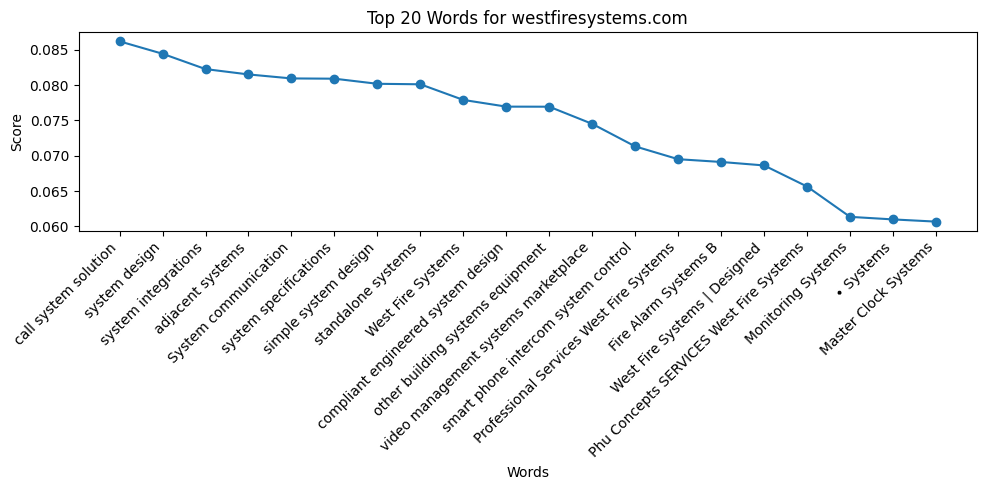 Top 20 Words for westfiresystems.com
Score
0.085
0.080
0.075
0.070
0.065
0.060
call system solution
system design
system integrations
adjacent systems
System communication
system specifications
simple system design
standalone systems
West Fire Systems
compliant engineered system design
other building systems equipment
video management systems marketplace
smart phone intercom system control
Professional Services West Fire Systems
Fire Alarm Systems B
West Fire Systems | Designed
Phu Concepts SERVICES West Fire Systems
Monitoring Systems
• Systems
Master Clock Systems
Words